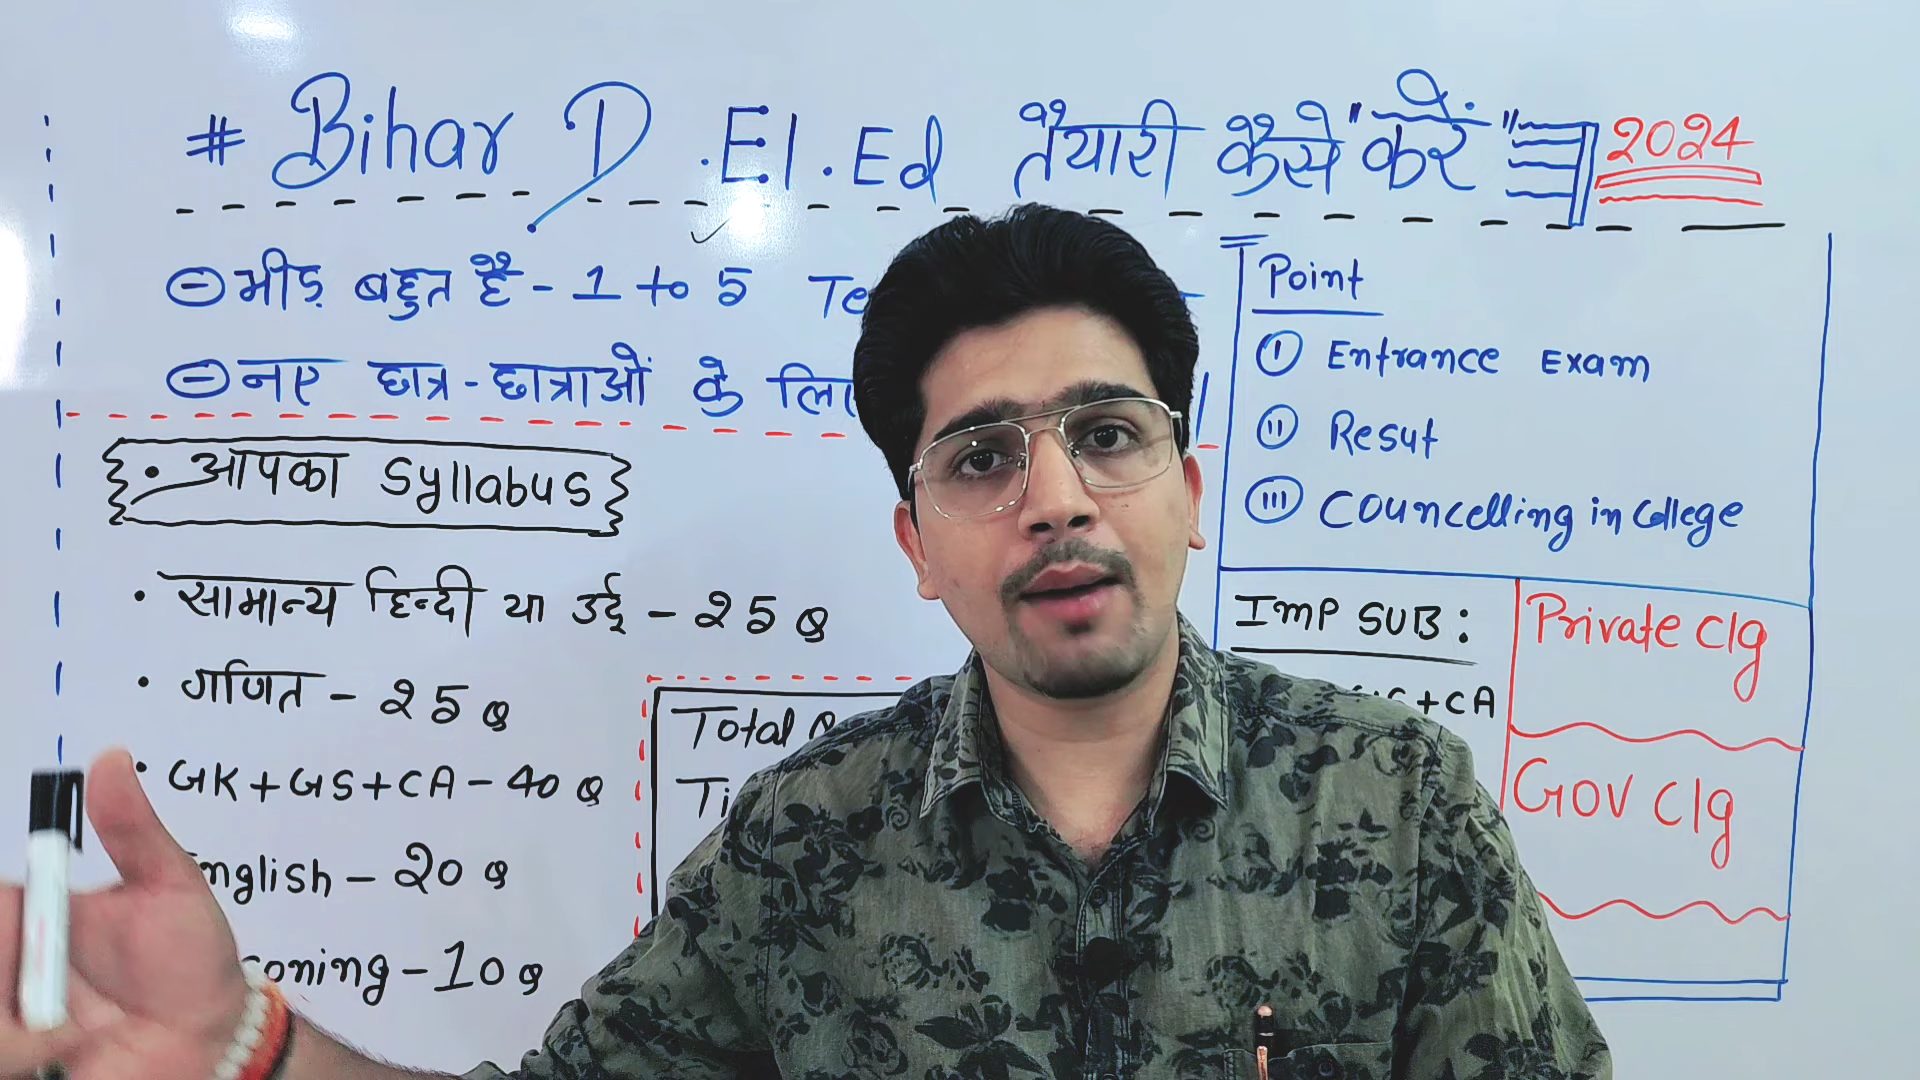 # Bihar D.El.Ed तैयारी कैसे "करें" 2024
भीड़ बहुत है - 1 to 5
नए छात्र-छात्राओं के
• आपका Syllabus
• सामान्य हिन्दी या उर्दू - 25 Q
• गणित - 25 Q
• GK+GS+CA - 40 Q
nglish - 20 Q
oning - 10 Q
Total
Point
(I) Entrance Exam
(II) Resut
(III) Councelling in College
IMP SUB:
+CA
Private Clg
Gov Clg